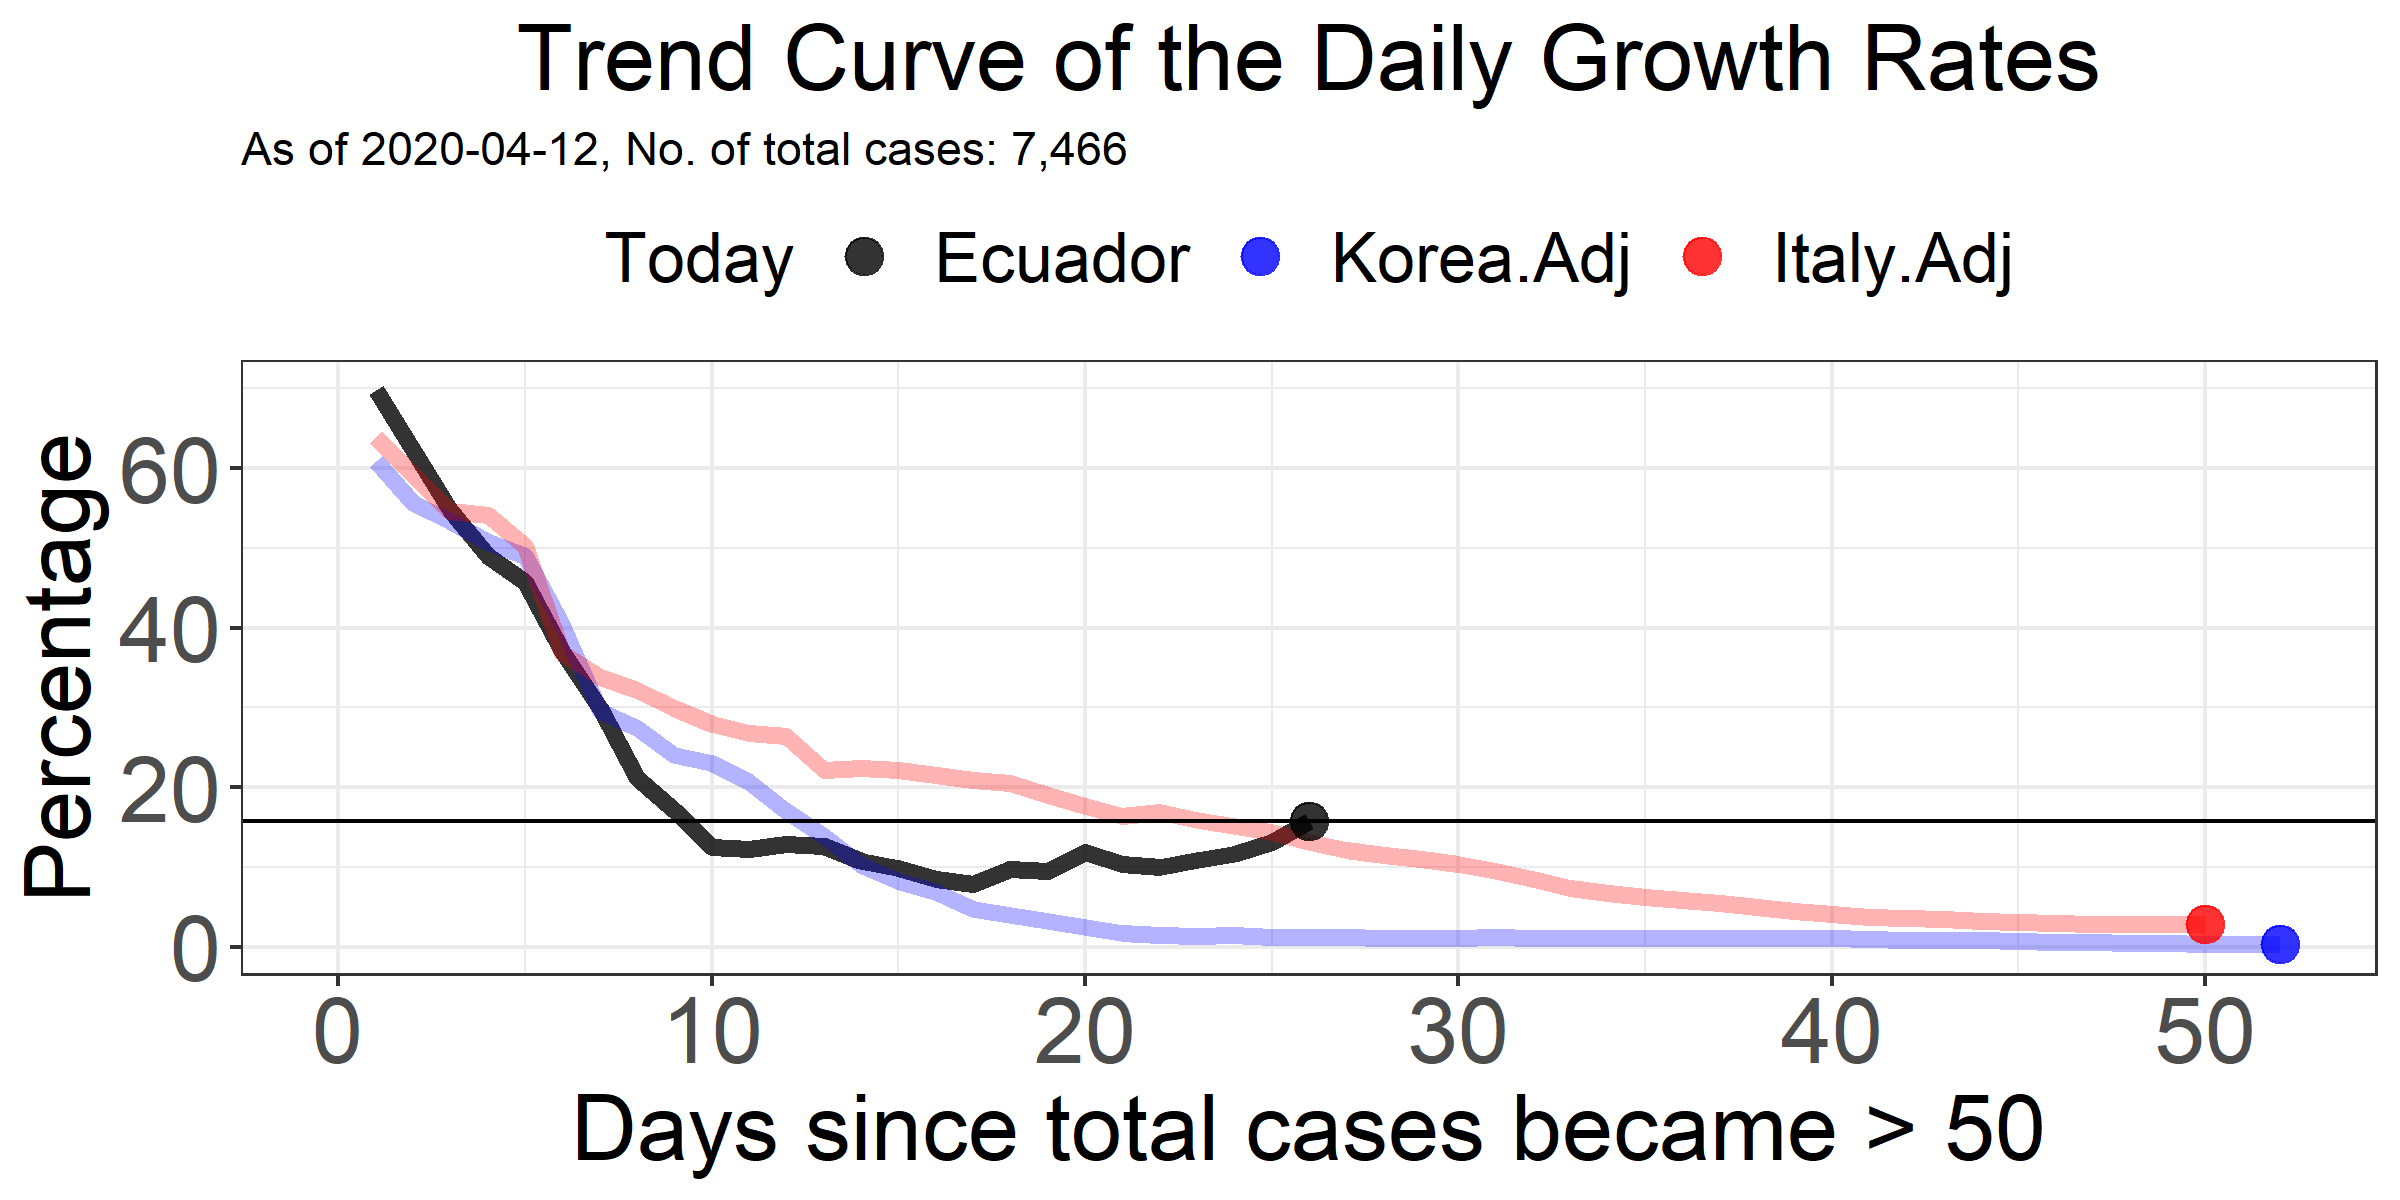 Trend Curve of the Daily Growth Rates
As of 2020-04-12, No. of total cases: 7,466
Today Ecuador Korea.Adj Italy.Adj
Percentage
60
40
20
0
0 10 20 30 40 50
Days since total cases became > 50